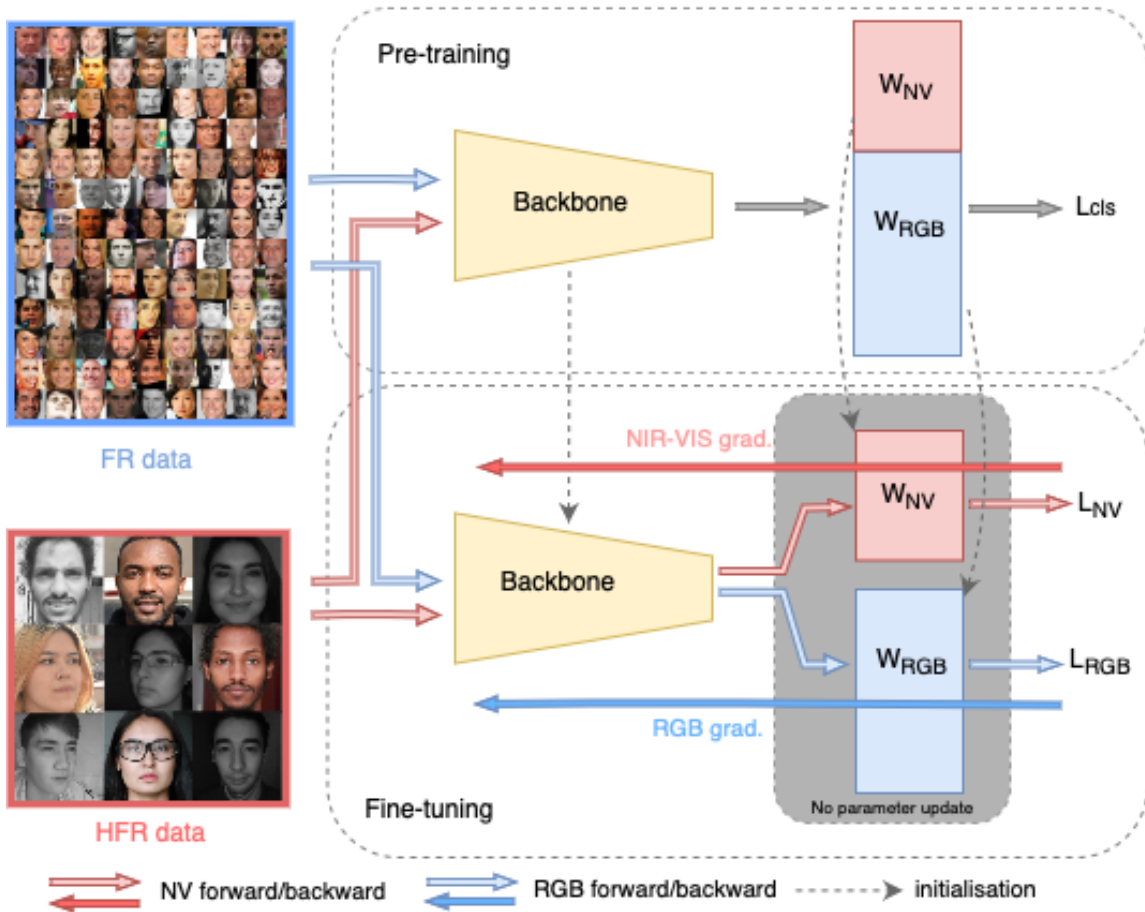 Pre-training
W_NV
Backbone
W_RGB
Lcls
FR data
NIR-VIS grad.
W_NV
L_NV
Backbone
W_RGB
L_RGB
RGB grad.
Fine-tuning
No parameter update
HFR data
NV forward/backward
RGB forward/backward
initialisation